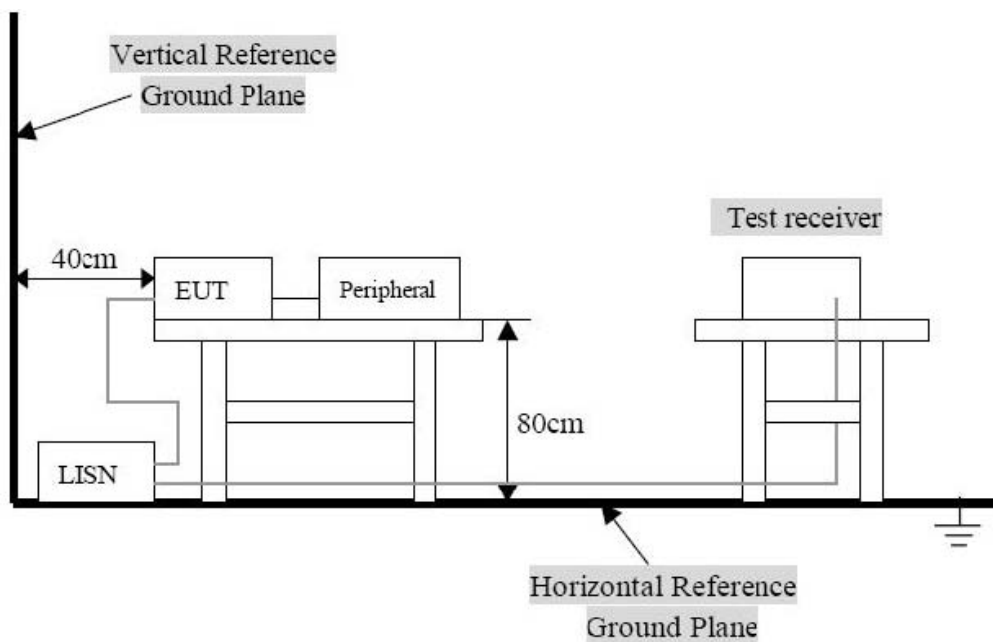 Vertical Reference
Ground Plane
Test receiver
40cm
EUT
Peripheral
80cm
LISN
Horizontal Reference
Ground Plane